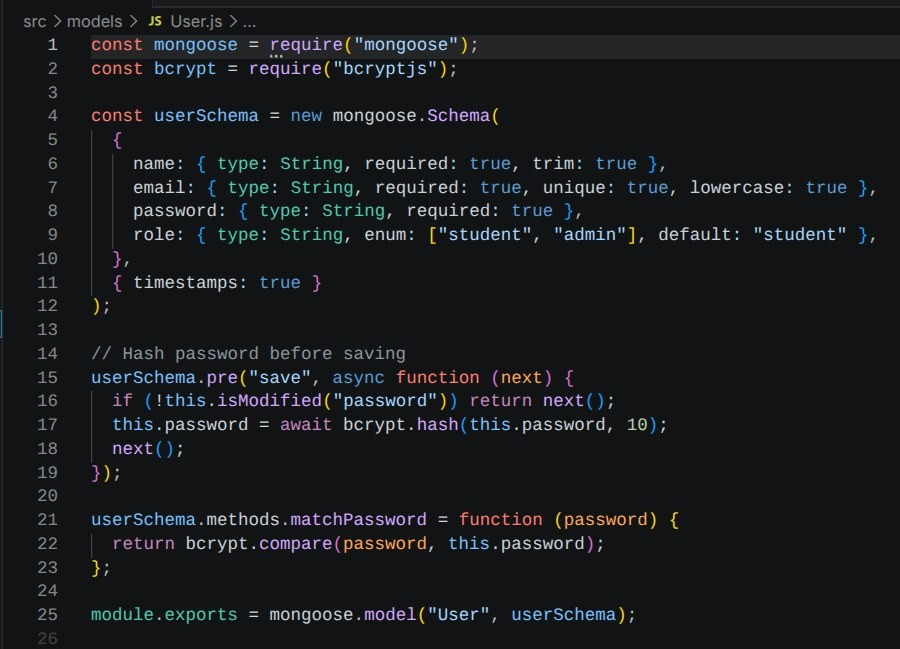 src > models > JS User.js > ...
1 const mongoose = require("mongoose");
2 const bcrypt = require("bcryptjs");
3
4 const userSchema = new mongoose.Schema(
5   {
6     name: { type: String, required: true, trim: true },
7     email: { type: String, required: true, unique: true, lowercase: true },
8     password: { type: String, required: true },
9     role: { type: String, enum: ["student", "admin"], default: "student" },
10   },
11   { timestamps: true }
12 );
13
14 // Hash password before saving
15 userSchema.pre("save", async function (next) {
16   if (!this.isModified("password")) return next();
17   this.password = await bcrypt.hash(this.password, 10);
18   next();
19 });
20
21 userSchema.methods.matchPassword = function (password) {
22   return bcrypt.compare(password, this.password);
23 };
24
25 module.exports = mongoose.model("User", userSchema);
26